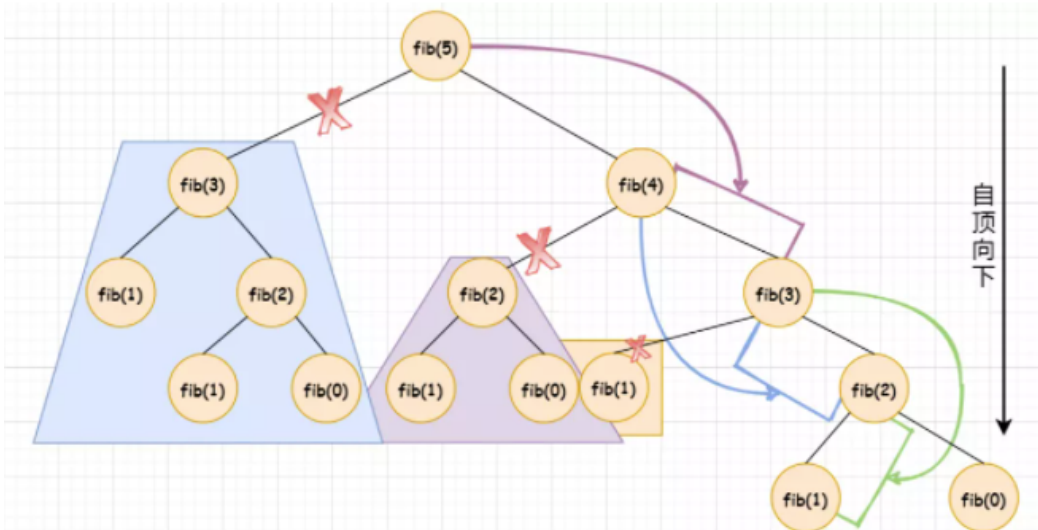 fib(5)
fib(3)
fib(4)
fib(1)
fib(2)
fib(2)
fib(3)
fib(1)
fib(0)
fib(1)
fib(0)
fib(1)
fib(2)
fib(1)
fib(0)
自
顶
向
下